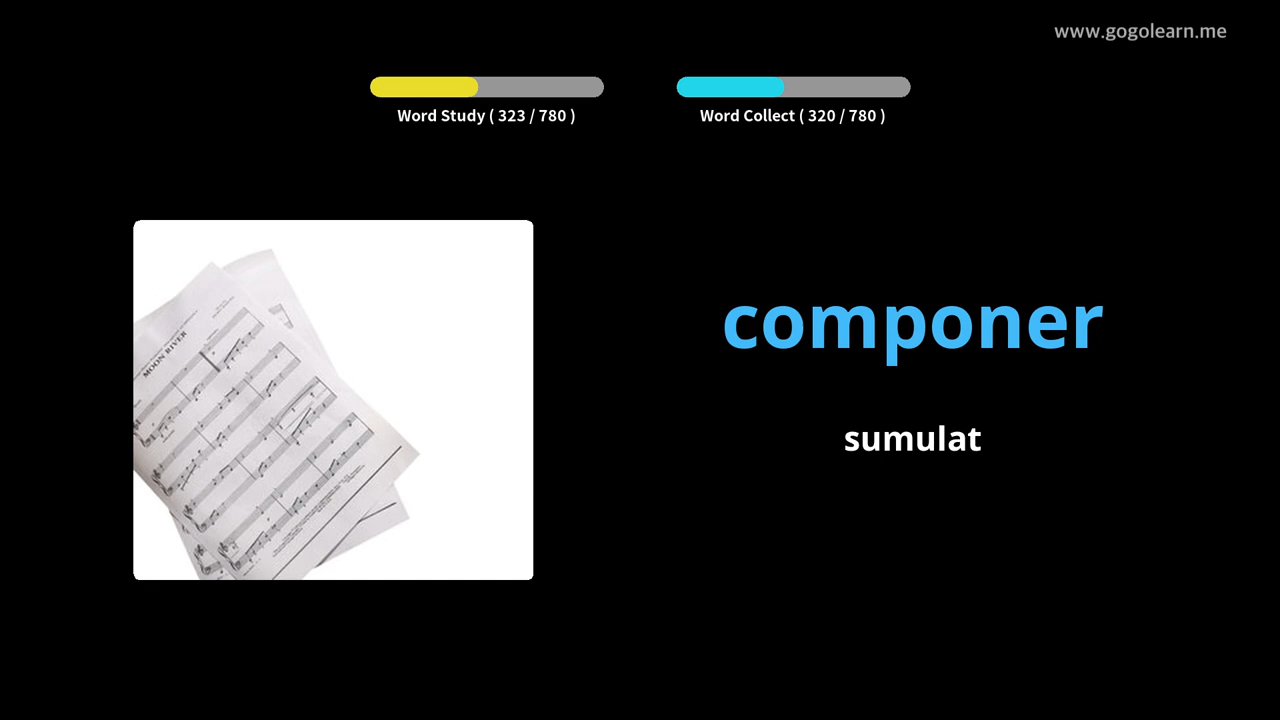 www.gogolearn.me
Word Study ( 323 / 780 )
Word Collect ( 320 / 780 )
MOON RIVER
componer
sumulat